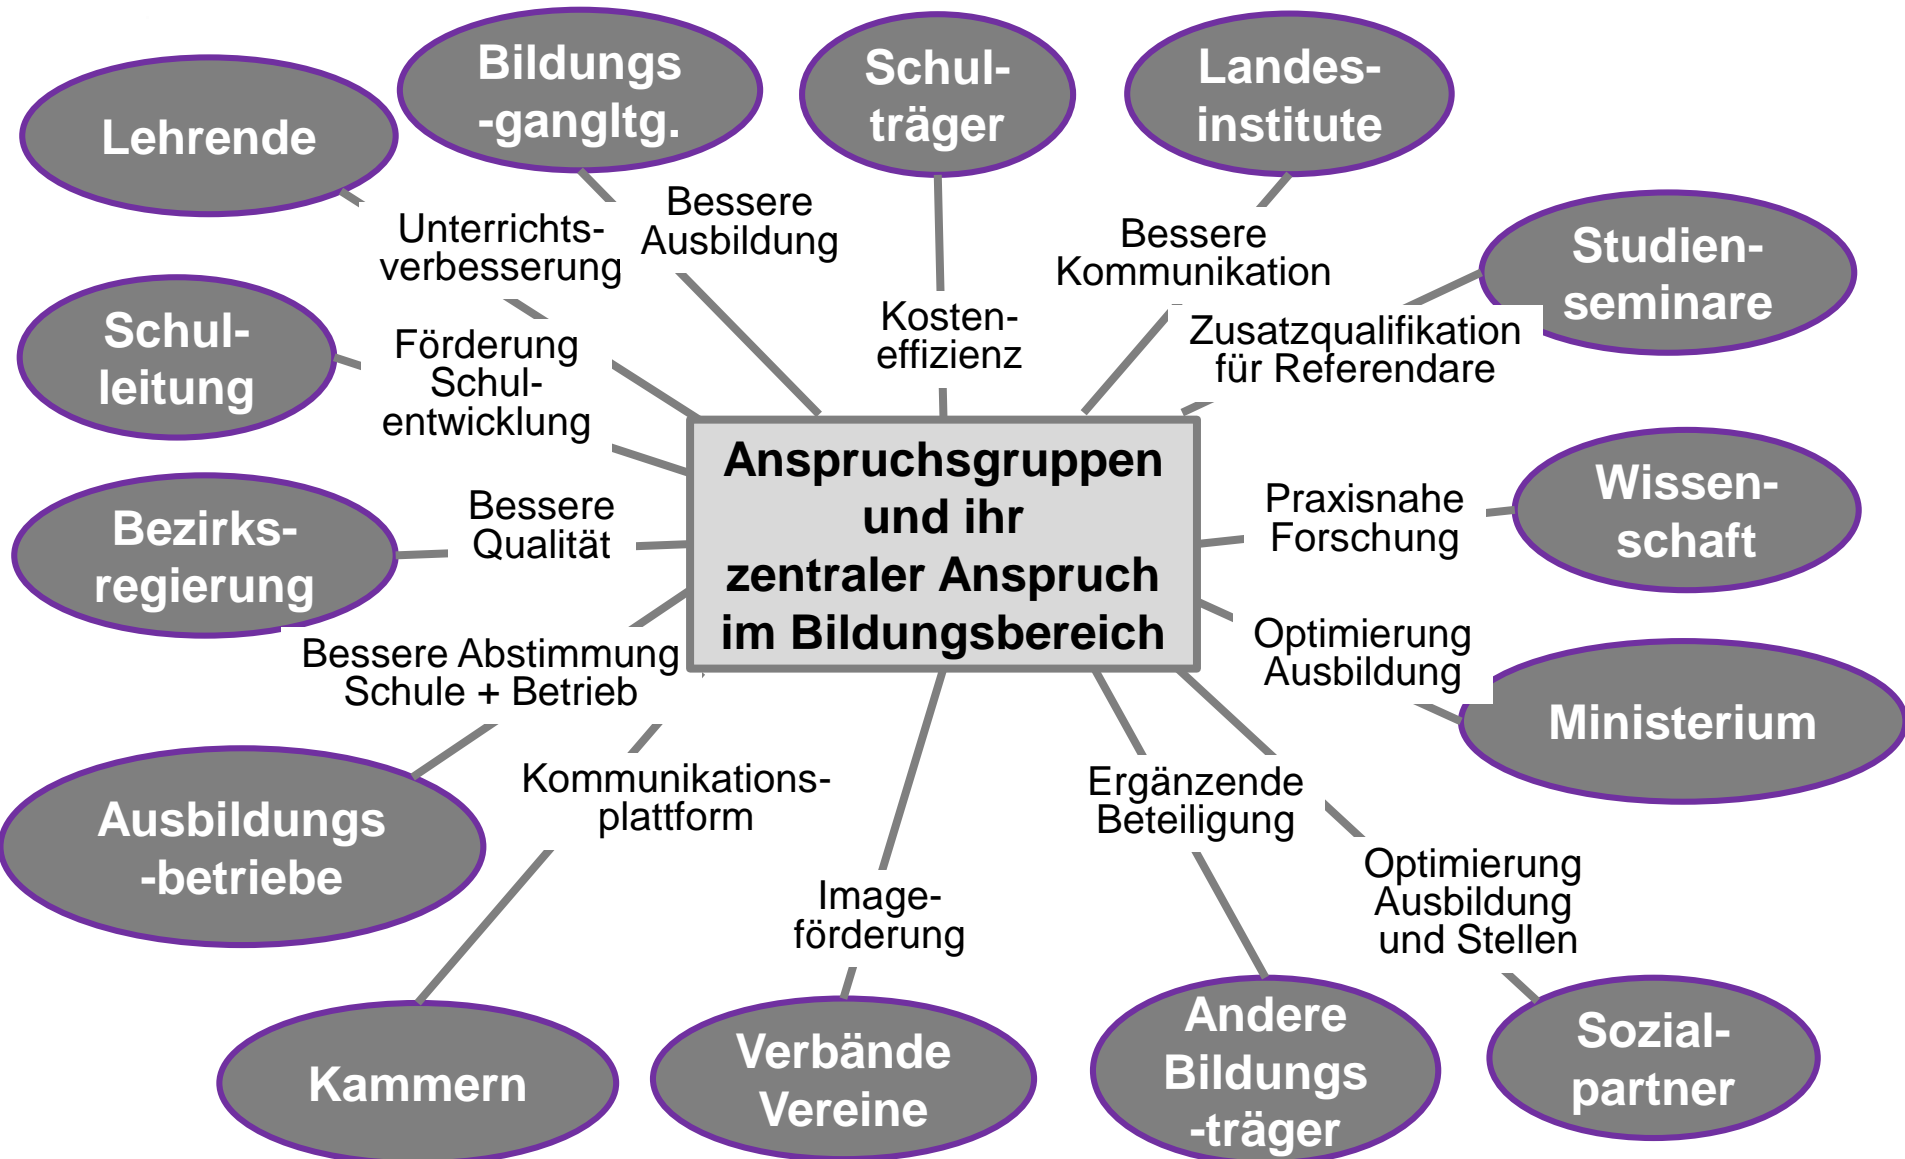 Lehrende
Bildungs
-gangltg.
Schul-
träger
Landes-
institute
Studien-
seminare
Unterrichts-
verbesserung
Bessere
Ausbildung
Kosten-
effizienz
Bessere
Kommunikation
Zusatzqualifikation
für Referendare
Schul-
leitung
Förderung
Schul-
entwicklung
Anspruchsgruppen
und ihr
zentraler Anspruch
im Bildungsbereich
Praxisnahe
Forschung
Wissen-
schaft
Bezirks-
regierung
Bessere
Qualität
Optimierung
Ausbildung
Ministerium
Bessere Abstimmung
Schule + Betrieb
Ausbildungs
-betriebe
Kommunikations-
plattform
Image-
förderung
Ergänzende
Beteiligung
Optimierung
Ausbildung
und Stellen
Kammern
Verbände
Vereine
Andere
Bildungs
-träger
Sozial-
partner